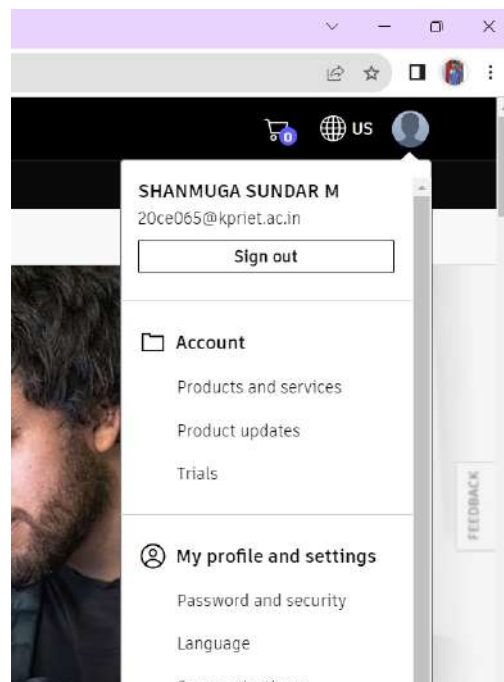 0
US
SHANMUGA SUNDAR M
20ce065@kpriet.ac.in
Sign out
Account
Products and services
Product updates
Trials
FEEDBACK
My profile and settings
Password and security
Language